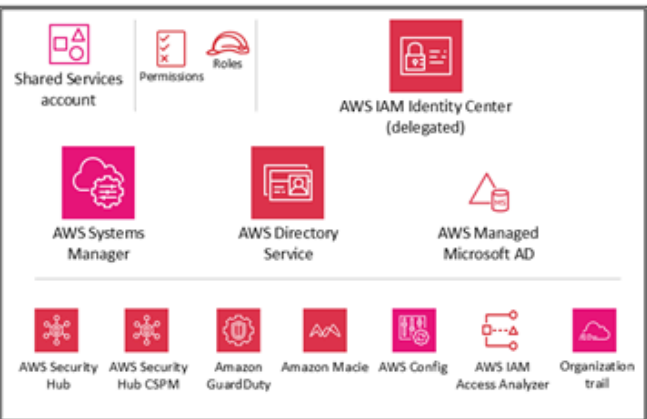 Shared Services
account
Permissions
Roles
AWS IAM Identity Center
(delegated)
AWS Systems
Manager
AWS Directory
Service
MS
AWS Managed
Microsoft AD
AWS Security
Hub
AWS Security
Hub CSPM
Amazon
GuardDuty
Amazon Macie
AWS Config
AWS IAM
Access Analyzer
Organization
trail